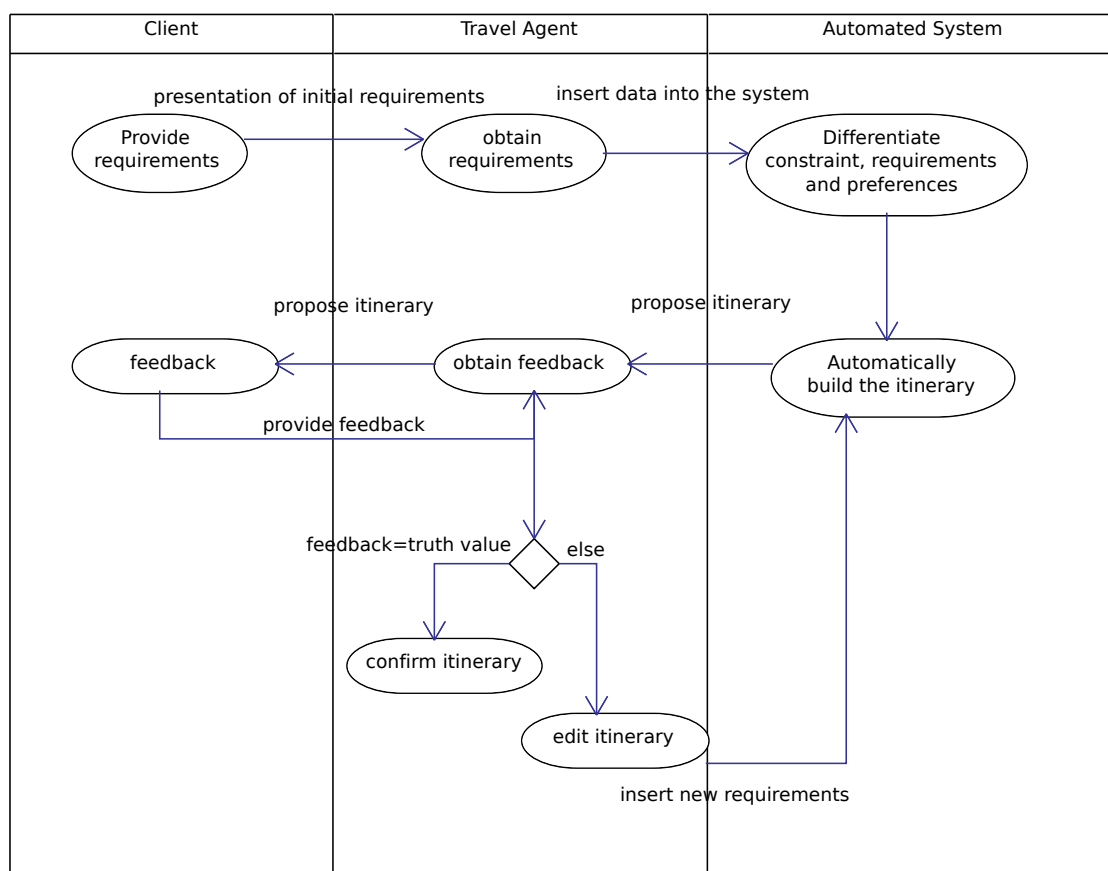 Client
Travel Agent
Automated System
presentation of initial requirements
insert data into the system
Provide
requirements
obtain
requirements
Differentiate
constraint, requirements
and preferences
propose itinerary
propose itinerary
feedback
obtain feedback
Automatically
build the itinerary
provide feedback
feedback=truth value
else
confirm itinerary
edit itinerary
insert new requirements